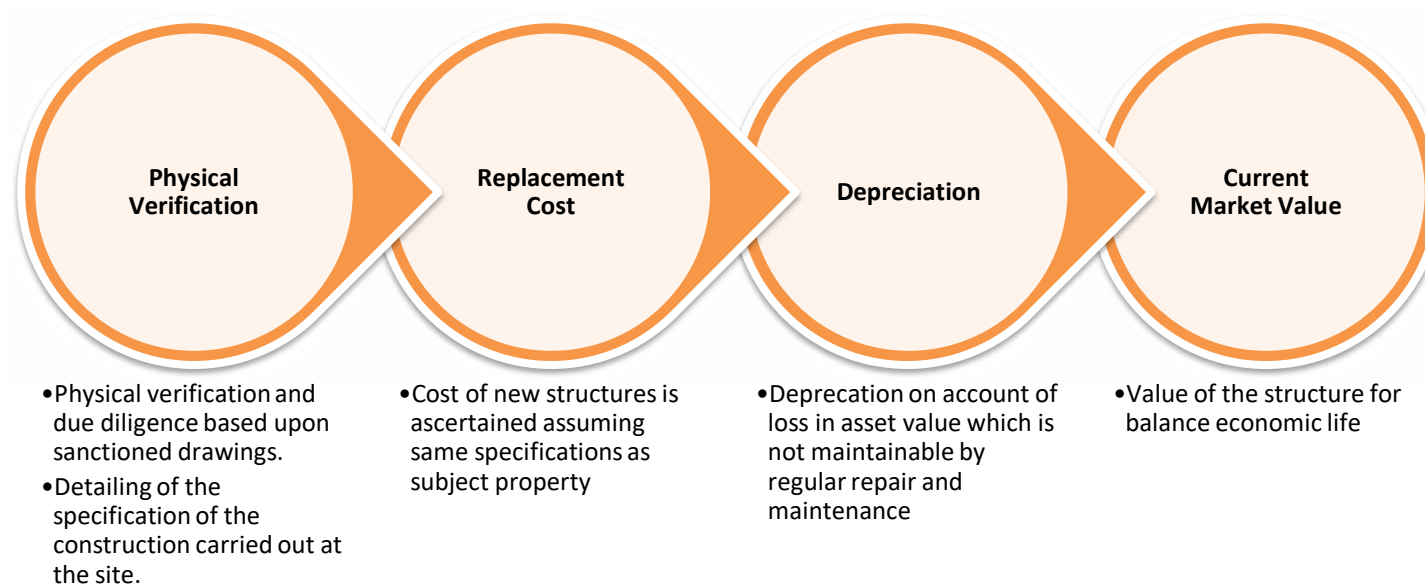 Physical
Verification
•Physical verification and
due diligence based upon
sanctioned drawings.
•Detailing of the
specification of the
construction carried out at
the site.
Replacement
Cost
•Cost of new structures is
ascertained assuming
same specifications as
subject property
Depreciation
•Deprecation on account of
loss in asset value which is
not maintainable by
regular repair and
maintenance
Current
Market Value
•Value of the structure for
balance economic life